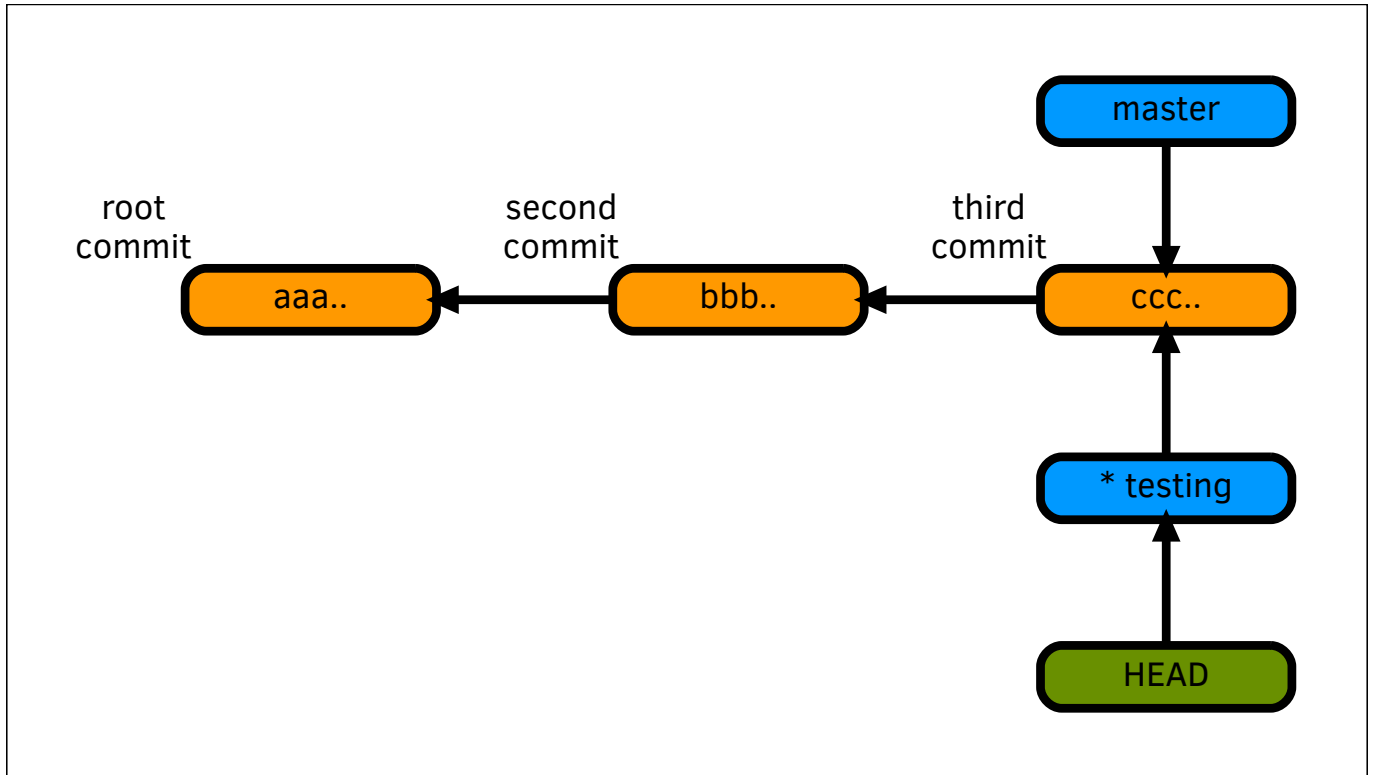 master
root
commit
second
commit
third
commit
aaa..
bbb..
ccc..
* testing
HEAD